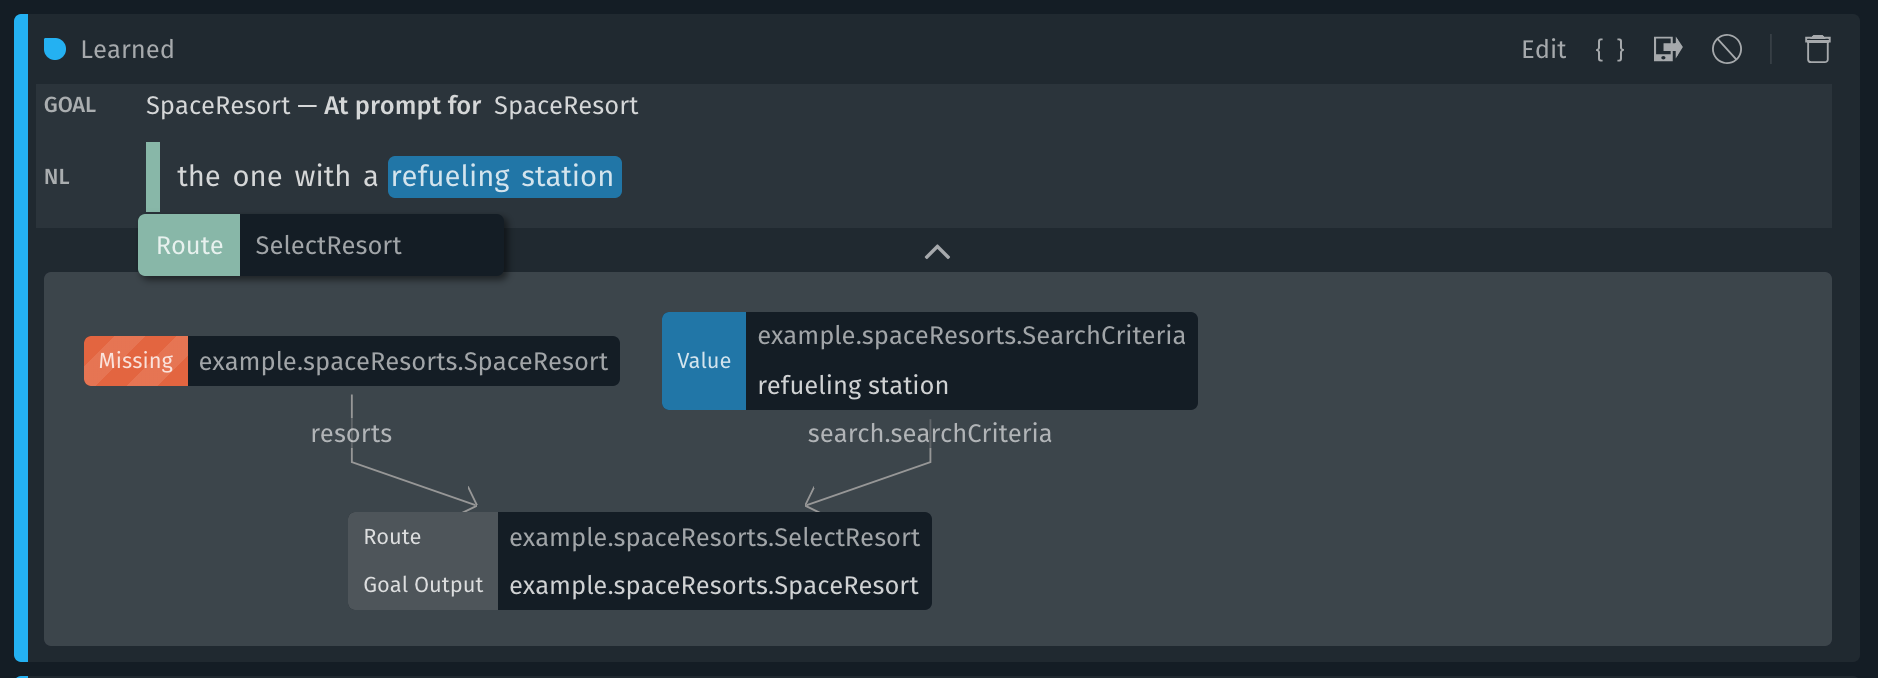 Learned
Edit { }
GOAL SpaceResort — At prompt for SpaceResort
NL the one with a refueling station
Route SelectResort
Missing example.spaceResorts.SpaceResort
Value example.spaceResorts.SearchCriteria
refueling station
resorts
search.searchCriteria
Route example.spaceResorts.SelectResort
Goal Output example.spaceResorts.SpaceResort